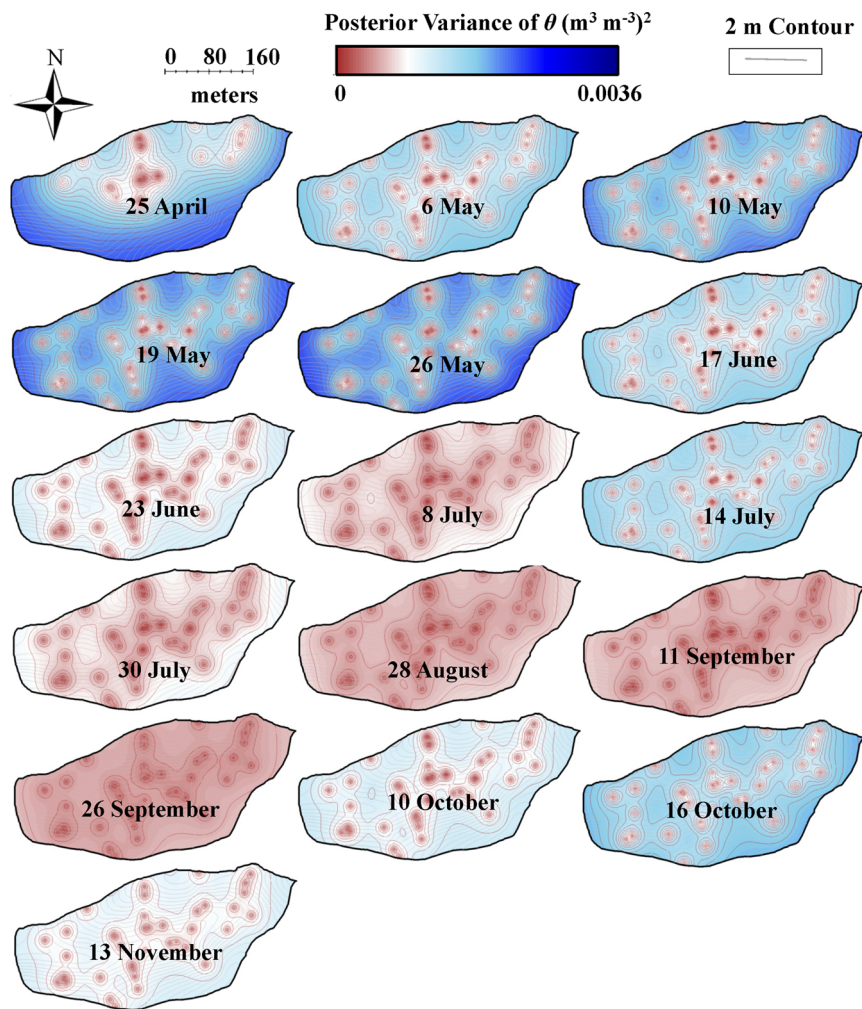 Posterior Variance of θ (m³ m⁻³)²
2 m Contour
N
0 80 160
meters
0 0.0036
25 April
6 May
10 May
19 May
26 May
17 June
23 June
8 July
14 July
30 July
28 August
11 September
26 September
10 October
16 October
13 November